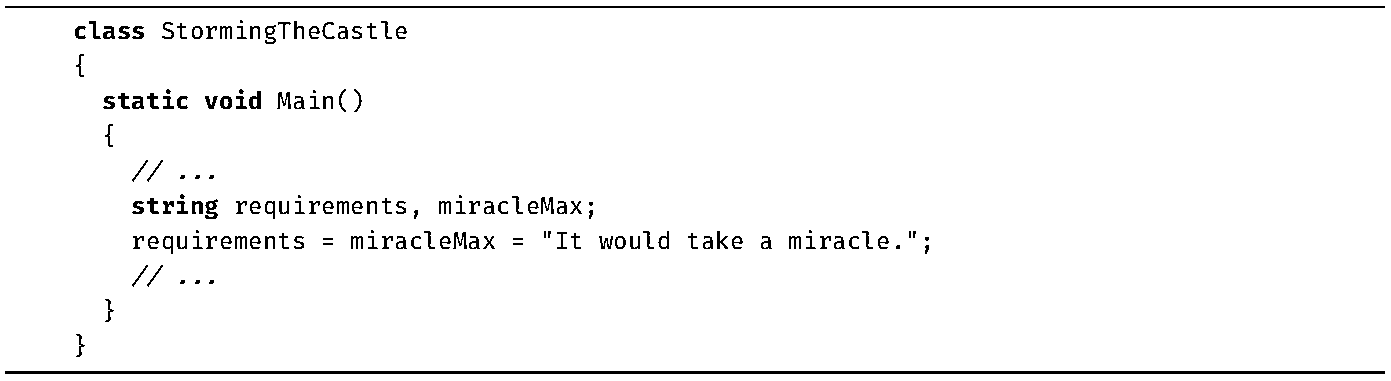 class StormingTheCastle
{
static void Main()
{
// ...
string requirements, miracleMax;
requirements = miracleMax = "It would take a miracle.";
// ...
}
}